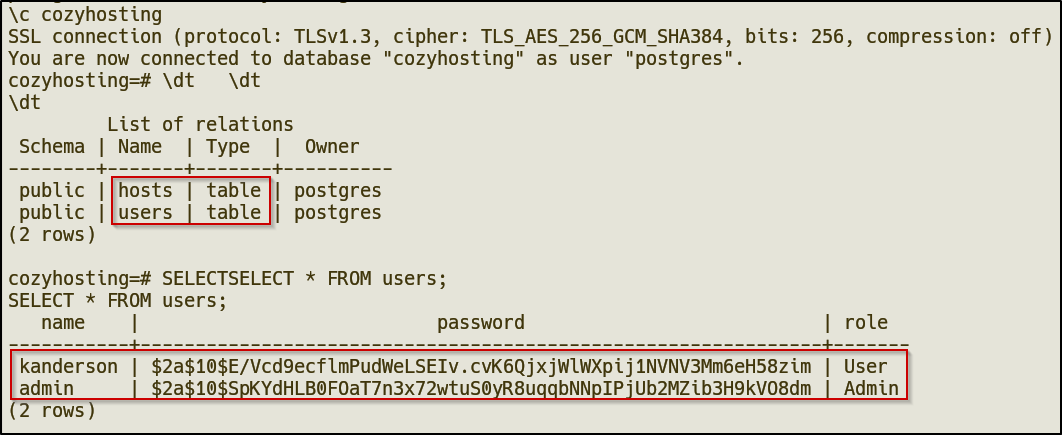 \c cozyhosting
SSL connection (protocol: TLSv1.3, cipher: TLS_AES_256_GCM_SHA384, bits: 256, compression: off)
You are now connected to database "cozyhosting" as user "postgres".
cozyhosting=# \dt   \dt
\dt
         List of relations
 Schema | Name  | Type  |  Owner
--------+-------+-------+----------
 public | hosts | table | postgres
 public | users | table | postgres
(2 rows)
cozyhosting=# SELECTSELECT * FROM users;
SELECT * FROM users;
   name    |                           password                           | role
-----------+--------------------------------------------------------------+-------
 kanderson | $2a$10$E/Vcd9ecflmPudWeLSEIv.cvK6QjxjWlWXpij1NVNV3Mm6eH58zim | User
 admin     | $2a$10$SpKYdHLB0FOaT7n3x72wtuS0yR8uqqbNNpIPjUb2MZib3H9kVO8dm | Admin
(2 rows)